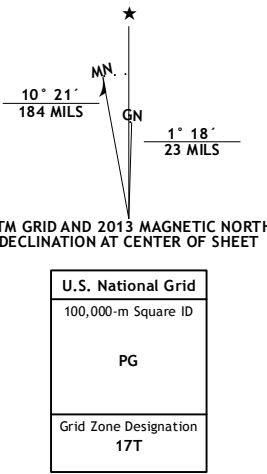 ★
MN
10° 21´
184 MILS
GN
1° 18´
23 MILS
TM GRID AND 2013 MAGNETIC NORTH
DECLINATION AT CENTER OF SHEET
U.S. National Grid
100,000-m Square ID
PG
Grid Zone Designation
17T